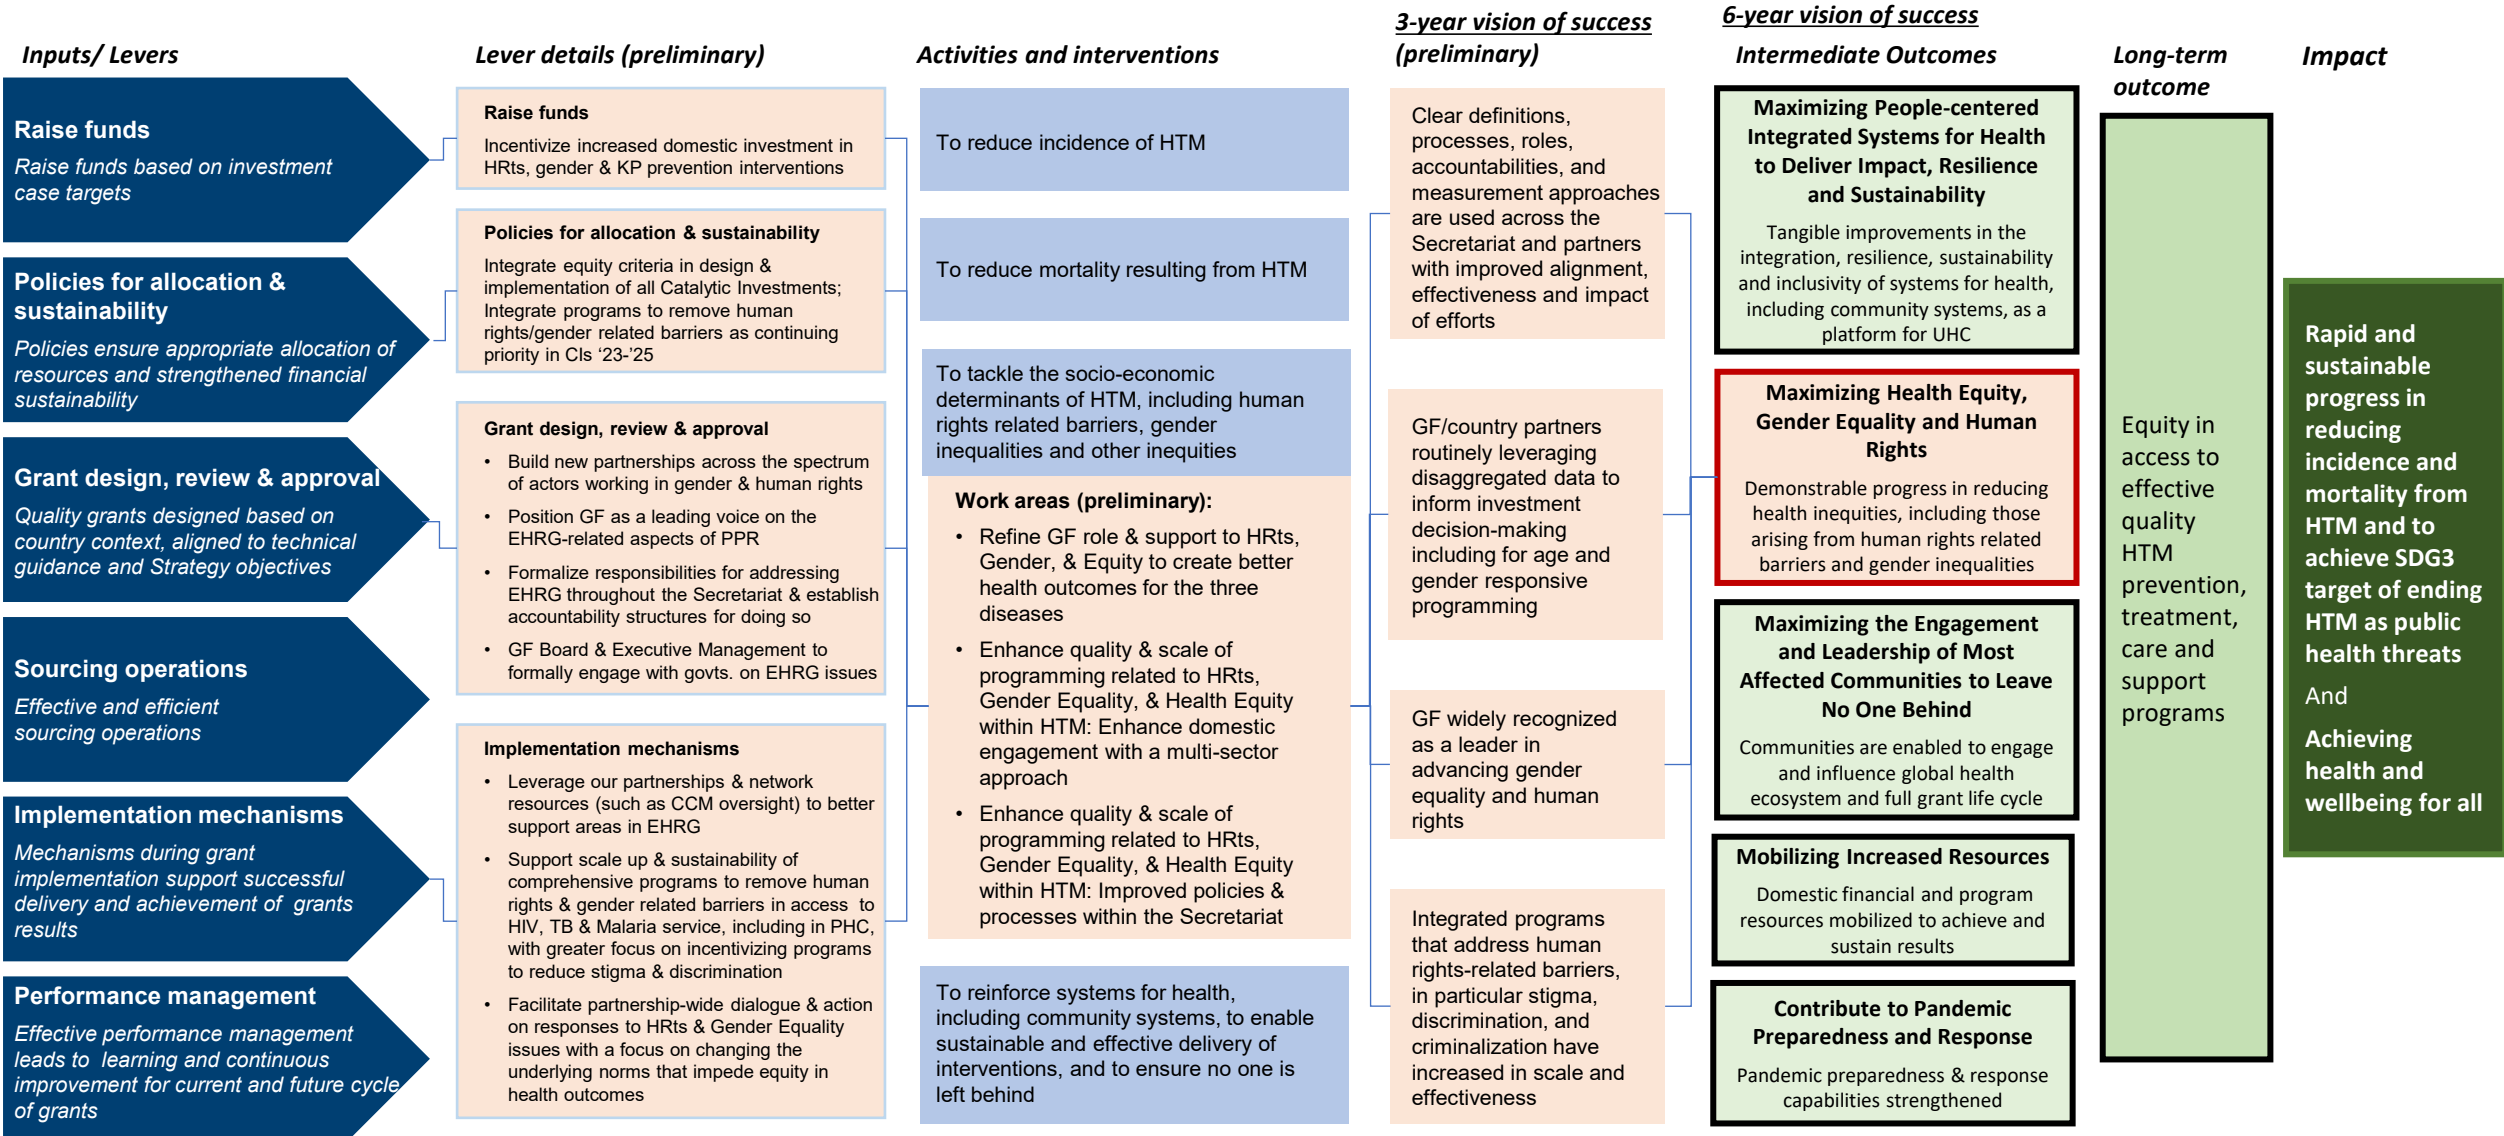 Inputs/ Levers
Raise funds
Raise funds based on investment
case targets
Policies for allocation &
sustainability
Policies ensure appropriate allocation of
resources and strengthened financial
sustainability
Grant design, review & approval
Quality grants designed based on
country context, aligned to technical
guidance and Strategy objectives
Sourcing operations
Effective and efficient
sourcing operations
Implementation mechanisms
Mechanisms during grant
implementation support successful
delivery and achievement of grants
results
Performance management
Effective performance management
leads to learning and continuous
improvement for current and future cycle
of grants
Lever details (preliminary)
Raise funds
Incentivize increased domestic investment in
HRts, gender & KP prevention interventions
Policies for allocation & sustainability
Integrate equity criteria in design &
implementation of all Catalytic Investments;
Integrate programs to remove human
rights/gender related barriers as continuing
priority in CIs ‘23-’25
Grant design, review & approval
• Build new partnerships across the spectrum
of actors working in gender & human rights
• Position GF as a leading voice on the
EHRG-related aspects of PPR
• Formalize responsibilities for addressing
EHRG throughout the Secretariat & establish
accountability structures for doing so
• GF Board & Executive Management to
formally engage with govts. on EHRG issues
Implementation mechanisms
• Leverage our partnerships & network
resources (such as CCM oversight) to better
support areas in EHRG
• Support scale up & sustainability of
comprehensive programs to remove human
rights & gender related barriers in access to
HIV, TB & Malaria service, including in PHC,
with greater focus on incentivizing programs
to reduce stigma & discrimination
• Facilitate partnership-wide dialogue & action
on responses to HRts & Gender Equality
issues with a focus on changing the
underlying norms that impede equity in
health outcomes
Activities and interventions
To reduce incidence of HTM
To reduce mortality resulting from HTM
To tackle the socio-economic
determinants of HTM, including human
rights related barriers, gender
inequalities and other inequities
Work areas (preliminary):
• Refine GF role & support to HRts,
Gender, & Equity to create better
health outcomes for the three
diseases
• Enhance quality & scale of
programming related to HRts,
Gender Equality, & Health Equity
within HTM: Enhance domestic
engagement with a multi-sector
approach
• Enhance quality & scale of
programming related to HRts,
Gender Equality, & Health Equity
within HTM: Improved policies &
processes within the Secretariat
To reinforce systems for health,
including community systems, to enable
sustainable and effective delivery of
interventions, and to ensure no one is
left behind
3-year vision of success
(preliminary)
Clear definitions,
processes, roles,
accountabilities, and
measurement approaches
are used across the
Secretariat and partners
with improved alignment,
effectiveness and impact
of efforts
GF/country partners
routinely leveraging
disaggregated data to
inform investment
decision-making
including for age and
gender responsive
programming
GF widely recognized
as a leader in
advancing gender
equality and human
rights
Integrated programs
that address human
rights-related barriers,
in particular stigma,
discrimination, and
criminalization have
increased in scale and
effectiveness
6-year vision of success
Intermediate Outcomes
Maximizing People-centered
Integrated Systems for Health
to Deliver Impact, Resilience
and Sustainability
Tangible improvements in the
integration, resilience, sustainability
and inclusivity of systems for health,
including community systems, as a
platform for UHC
Maximizing Health Equity,
Gender Equality and Human
Rights
Demonstrable progress in reducing
health inequities, including those
arising from human rights related
barriers and gender inequalities
Maximizing the Engagement
and Leadership of Most
Affected Communities to Leave
No One Behind
Communities are enabled to engage
and influence global health
ecosystem and full grant life cycle
Mobilizing Increased Resources
Domestic financial and program
resources mobilized to achieve and
sustain results
Contribute to Pandemic
Preparedness and Response
Pandemic preparedness & response
capabilities strengthened
Long-term
outcome
Equity in
access to
effective
quality
HTM
prevention,
treatment,
care and
support
programs
Impact
Rapid and
sustainable
progress in
reducing
incidence and
mortality from
HTM and to
achieve SDG3
target of ending
HTM as public
health threats
And
Achieving
health and
wellbeing for all